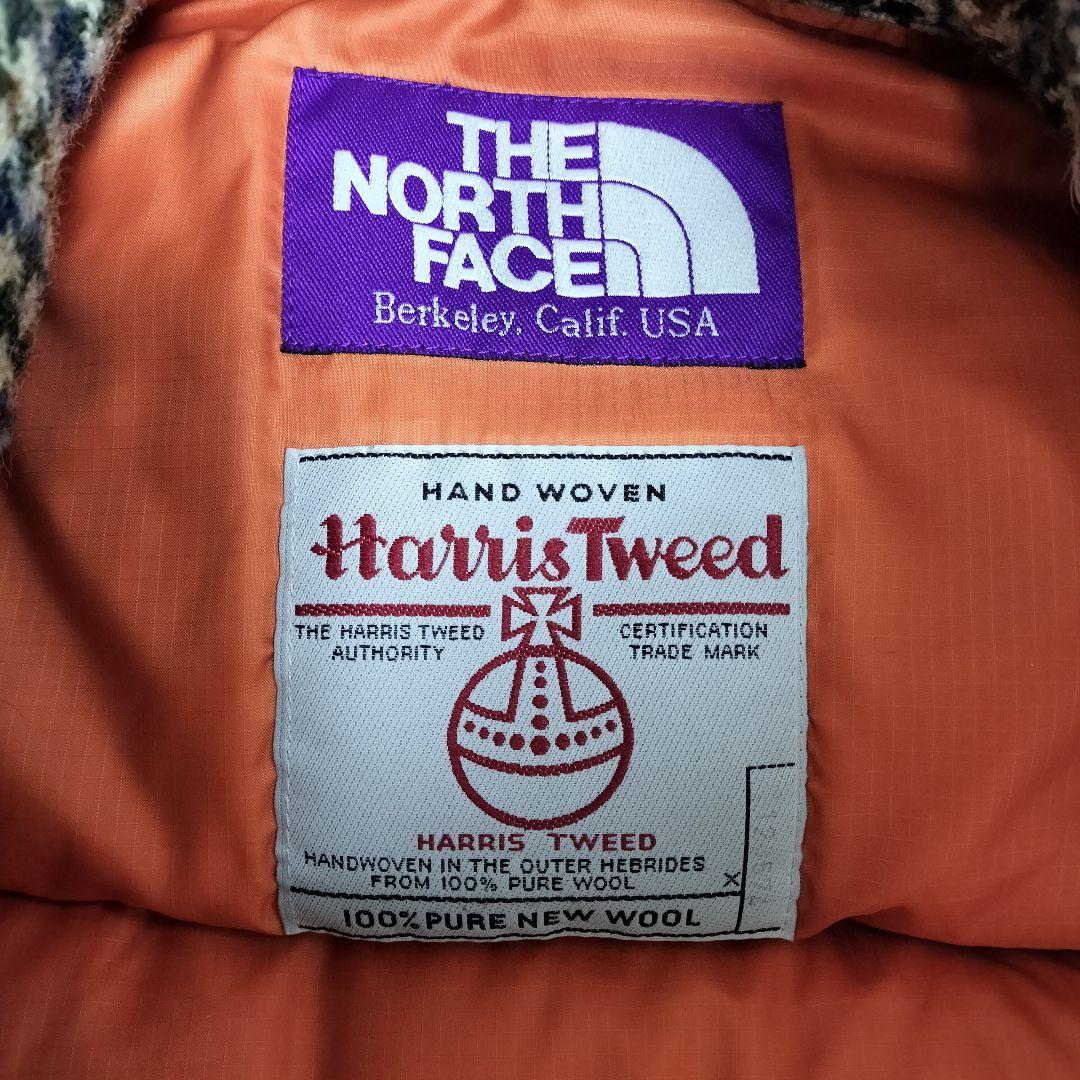 THE
NORTH
FACE
Berkeley, Calif. USA
HAND WOVEN
Harris Tweed
THE HARRIS TWEED
AUTHORITY
CERTIFICATION
TRADE MARK
HARRIS TWEED
HANDWOVEN IN THE OUTER HEBRIDES
FROM 100% PURE WOOL
X
100% PURE NEW WOOL